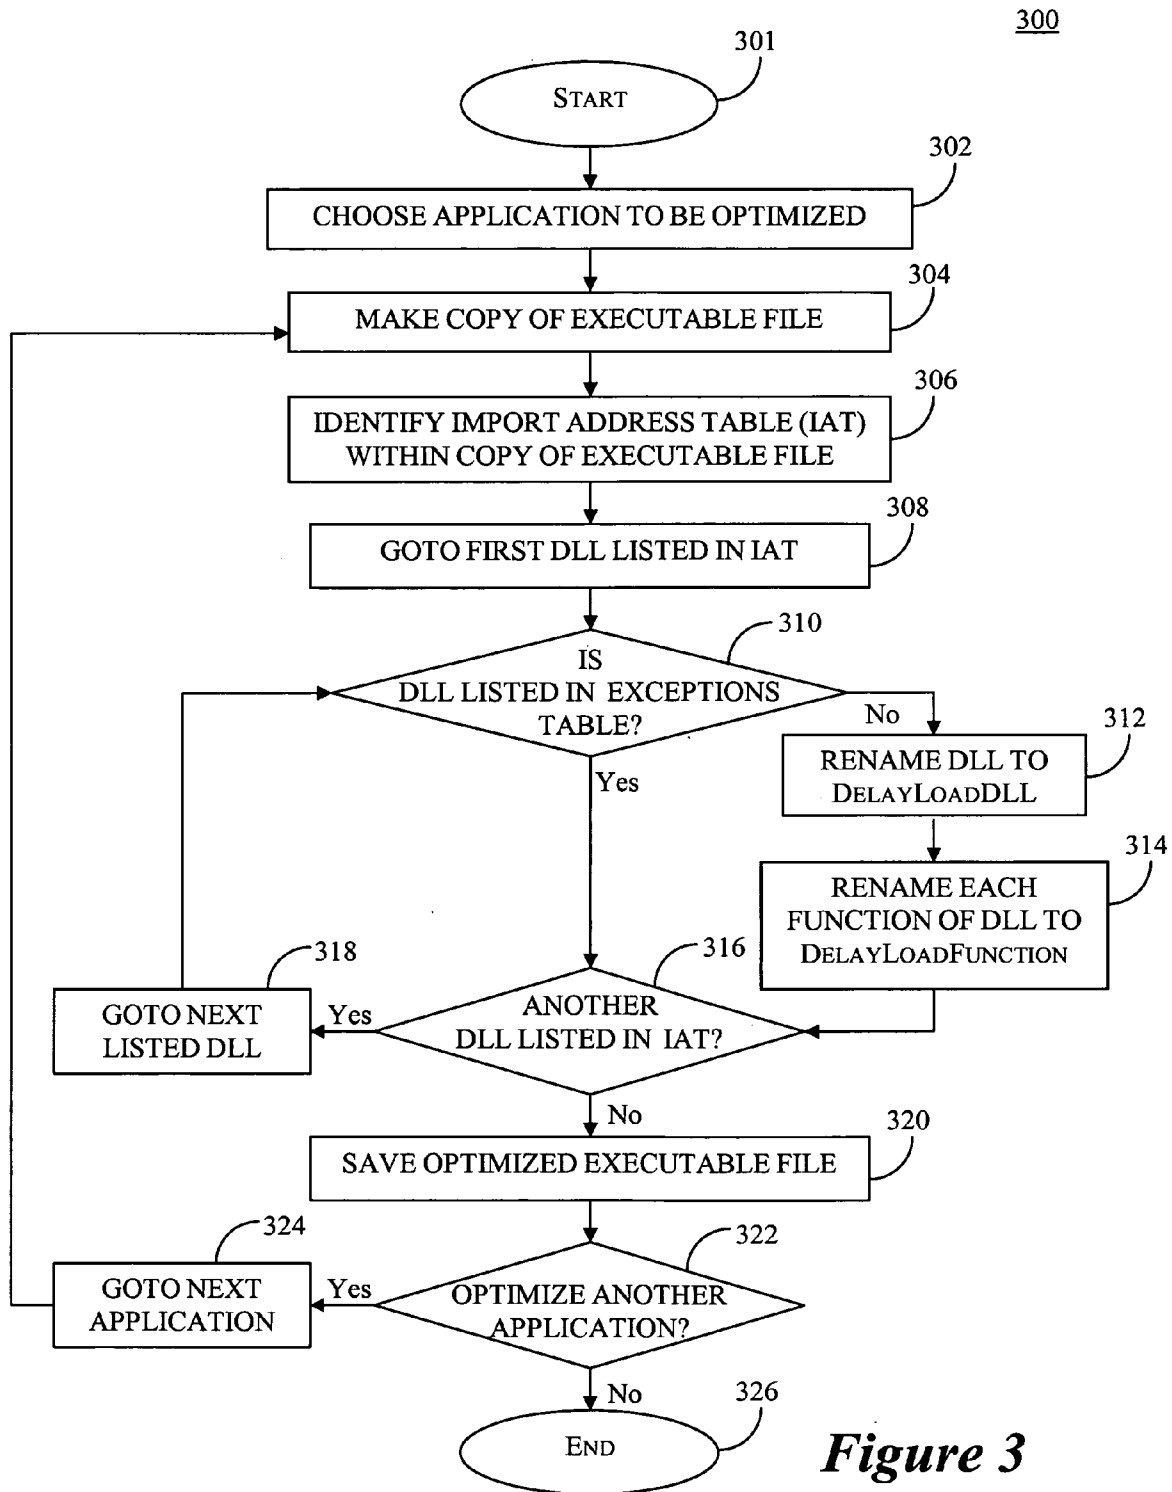 300
301
START
302
CHOOSE APPLICATION TO BE OPTIMIZED
304
MAKE COPY OF EXECUTABLE FILE
306
IDENTIFY IMPORT ADDRESS TABLE (IAT)
WITHIN COPY OF EXECUTABLE FILE
308
GOTO FIRST DLL LISTED IN IAT
310
IS
DLL LISTED IN EXCEPTIONS
TABLE?
No
Yes
312
RENAME DLL TO
DELAYLOADDLL
314
RENAME EACH
FUNCTION OF DLL TO
DELAYLOADFUNCTION
316
ANOTHER
DLL LISTED IN IAT?
Yes
318
GOTO NEXT
LISTED DLL
No
320
SAVE OPTIMIZED EXECUTABLE FILE
322
OPTIMIZE ANOTHER
APPLICATION?
Yes
324
GOTO NEXT
APPLICATION
No
326
END
Figure 3